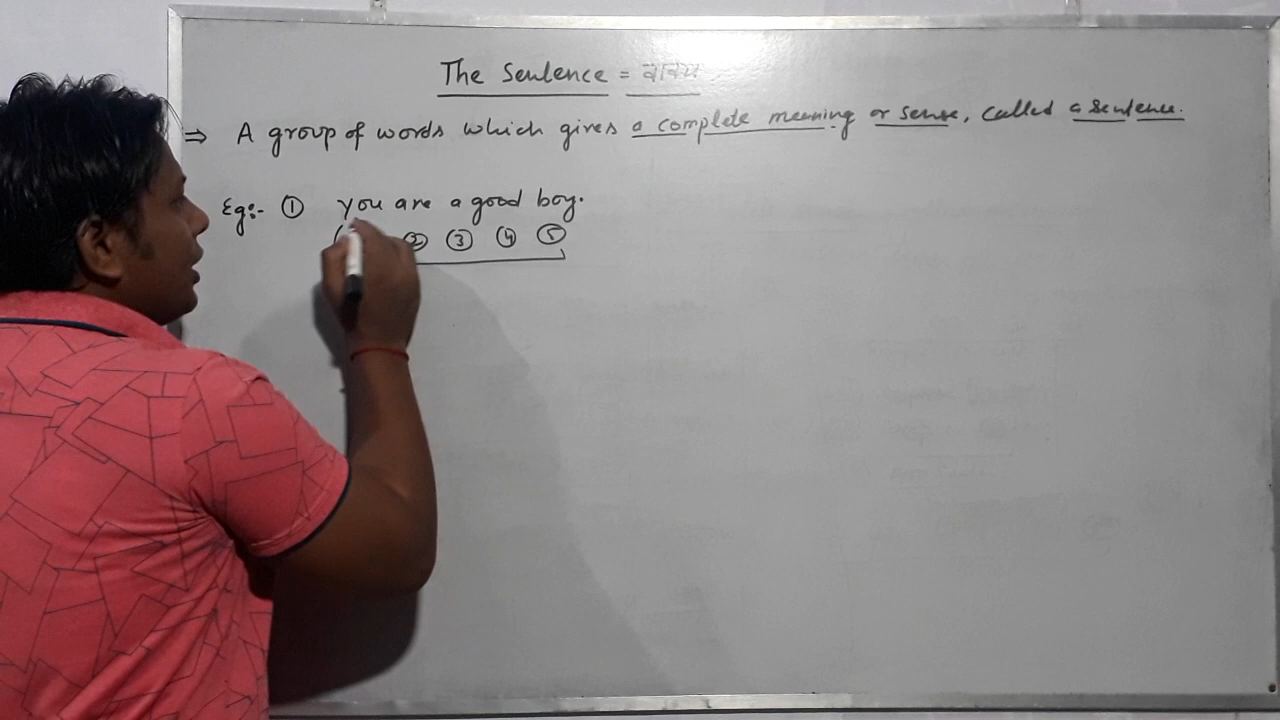 The Sentence = वाक्य
⇒ A group of words which gives a complete meaning or sense, called a sentence.
Eg:- ① you are a good boy.
② ③ ④ ⑤